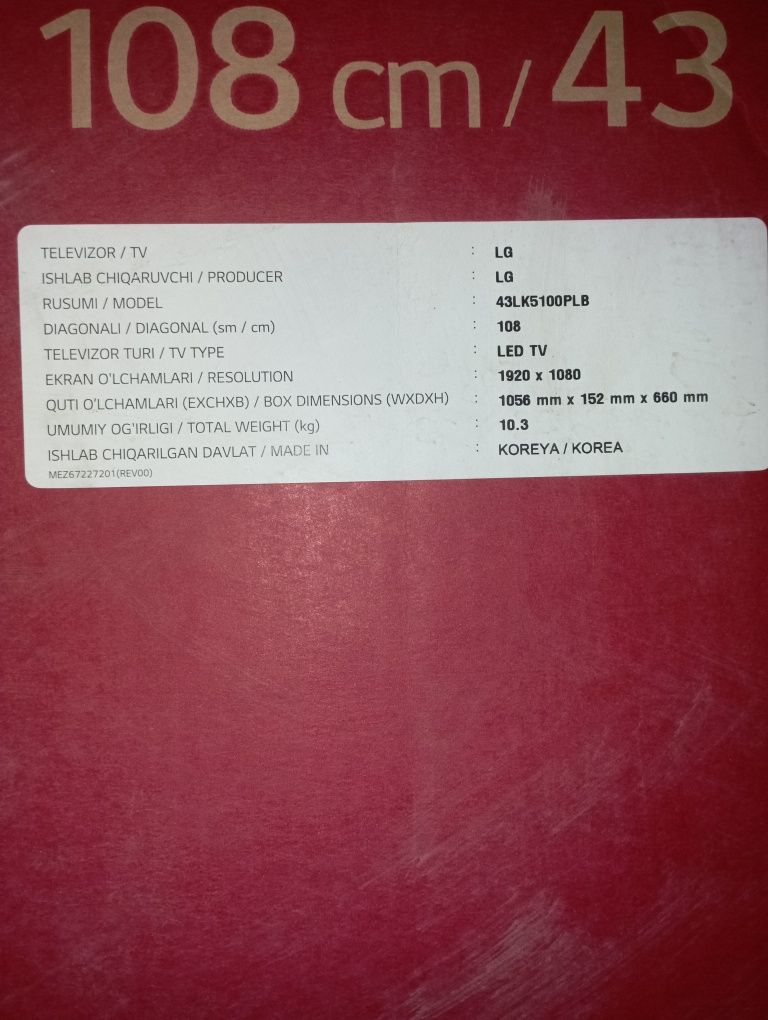 108 cm / 43
TELEVIZOR / TV : LG
ISHLAB CHIQARUVCHI / PRODUCER : LG
RUSUMI / MODEL : 43LK5100PLB
DIAGONALI / DIAGONAL (sm / cm) : 108
TELEVIZOR TURI / TV TYPE : LED TV
EKRAN O'LCHAMLARI / RESOLUTION : 1920 x 1080
QUTI O'LCHAMLARI (EXCHXB) / BOX DIMENSIONS (WXDXH) : 1056 mm x 152 mm x 660 mm
UMUMIY OG'IRLIGI / TOTAL WEIGHT (kg) : 10.3
ISHLAB CHIQARILGAN DAVLAT / MADE IN : KOREYA / KOREA
MEZ67227201(REV00)